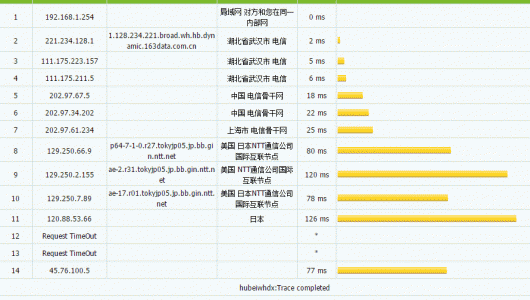 局域网 对方和您在同一
1 192.168.1.254 内部网 0 ms
1.128.234.221.broad.wh.hb.dy
2 221.234.128.1 namic.163data.com.cn 湖北省武汉市 电信 2 ms
3 111.175.223.157 湖北省武汉市 电信 5 ms
4 111.175.211.5 湖北省武汉市 电信 6 ms
5 202.97.67.5 中国 电信骨干网 18 ms
6 202.97.34.202 中国 电信骨干网 22 ms
7 202.97.61.234 上海市 电信骨干网 25 ms
8 129.250.66.9 p64-7-1-0.r27.tokyjp05.jp.bb.gi 美国 日本NTT通信公司 80 ms
n.ntt.net 国际互联节点
9 129.250.2.155 ae-2.r31.tokyjp05.jp.bb.gin.ntt.n 美国 NTT通信公司国 120 ms
et 际互联节点
10 129.250.7.89 ae-17.r01.tokyjp05.jp.bb.gin.ntt. 美国 日本NTT通信公司 78 ms
net 国际互联节点
11 120.88.53.66 日本 126 ms
12 Request TimeOut *
13 Request TimeOut *
14 45.76.100.5 77 ms
hubeiwhdx:Trace completed